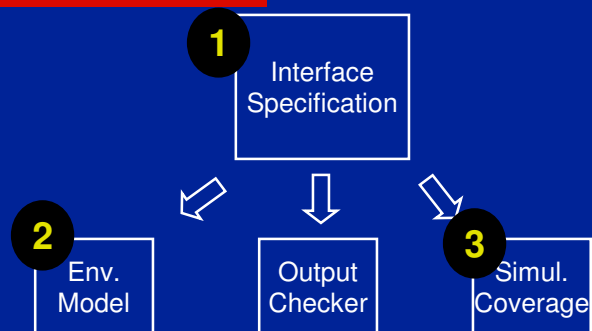 1
Interface
Specification
2
Env.
Model
Output
Checker
3
Simul.
Coverage